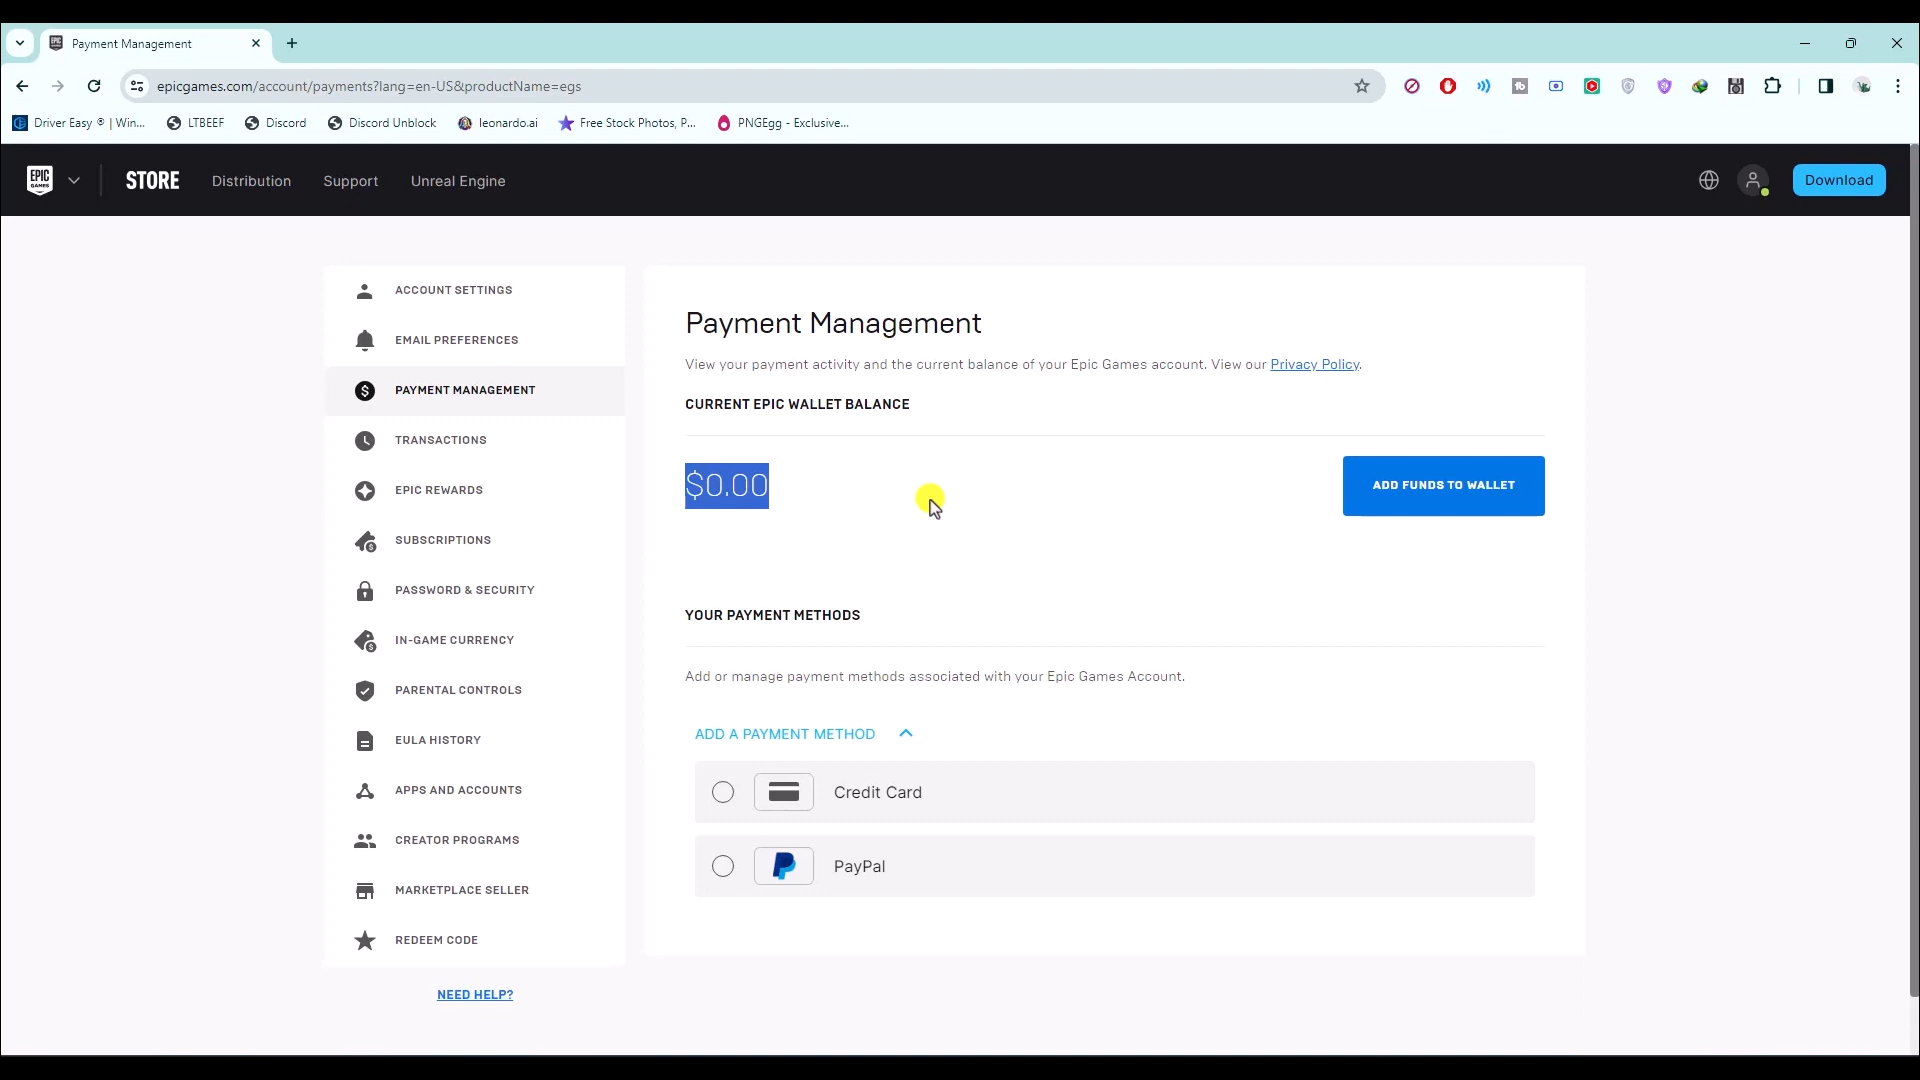 Payment Management
epicgames.com/account/payments?lang=en-US&productName=egs
Driver Easy ® | Win... LTBEEF Discord Discord Unblock leonardo.ai Free Stock Photos, P... PNGEgg - Exclusive...
EPIC GAMES STORE Distribution Support Unreal Engine Download
ACCOUNT SETTINGS
EMAIL PREFERENCES
PAYMENT MANAGEMENT
TRANSACTIONS
EPIC REWARDS
SUBSCRIPTIONS
PASSWORD & SECURITY
IN-GAME CURRENCY
PARENTAL CONTROLS
EULA HISTORY
APPS AND ACCOUNTS
CREATOR PROGRAMS
MARKETPLACE SELLER
REDEEM CODE
NEED HELP?
Payment Management
View your payment activity and the current balance of your Epic Games account. View our Privacy Policy.
CURRENT EPIC WALLET BALANCE
$0.00
ADD FUNDS TO WALLET
YOUR PAYMENT METHODS
Add or manage payment methods associated with your Epic Games Account.
ADD A PAYMENT METHOD
Credit Card
PayPal